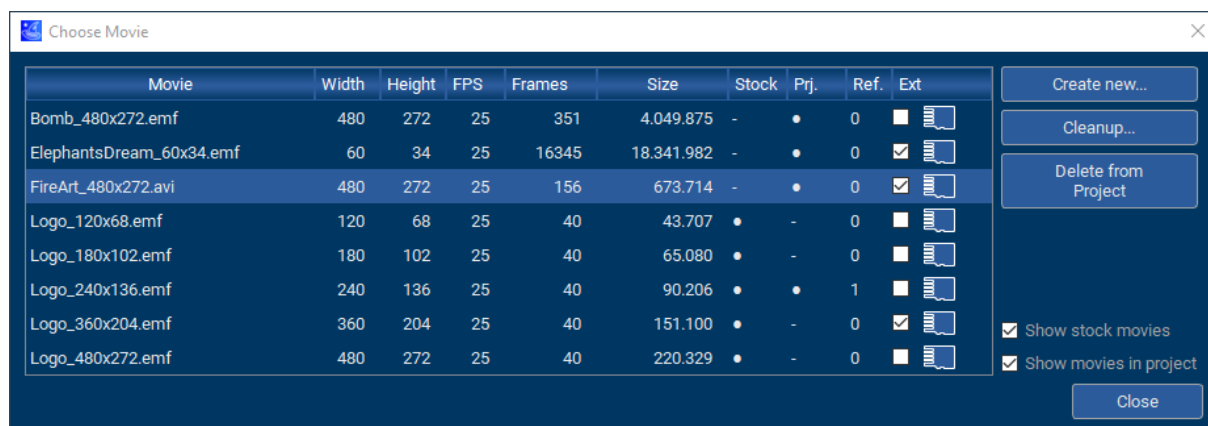 Choose Movie
Movie Width Height FPS Frames Size Stock Prj. Ref. Ext
Bomb_480x272.emf 480 272 25 351 4.049.875 - ● 0
ElephantsDream_60x34.emf 60 34 25 16345 18.341.982 - ● 0
FireArt_480x272.avi 480 272 25 156 673.714 - ● 0
Logo_120x68.emf 120 68 25 40 43.707 ● - 0
Logo_180x102.emf 180 102 25 40 65.080 ● - 0
Logo_240x136.emf 240 136 25 40 90.206 ● ● 1
Logo_360x204.emf 360 204 25 40 151.100 ● - 0
Logo_480x272.emf 480 272 25 40 220.329 ● - 0
Create new...
Cleanup...
Delete from
Project
Show stock movies
Show movies in project
Close